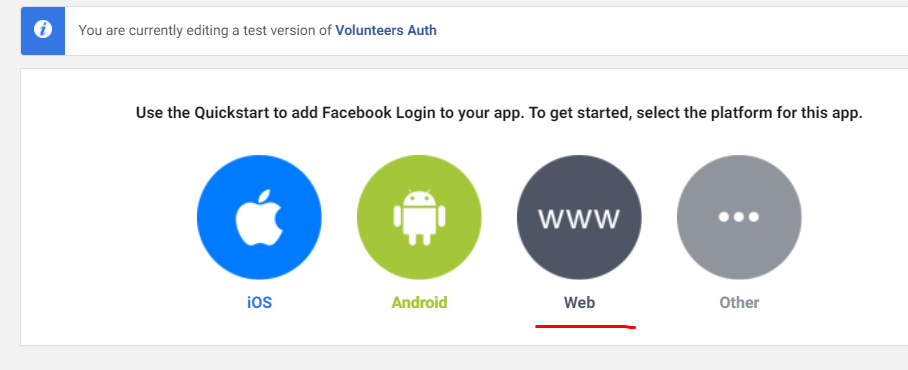 You are currently editing a test version of Volunteers Auth
Use the Quickstart to add Facebook Login to your app. To get started, select the platform for this app.
WWW
iOS
Android
Web
Other